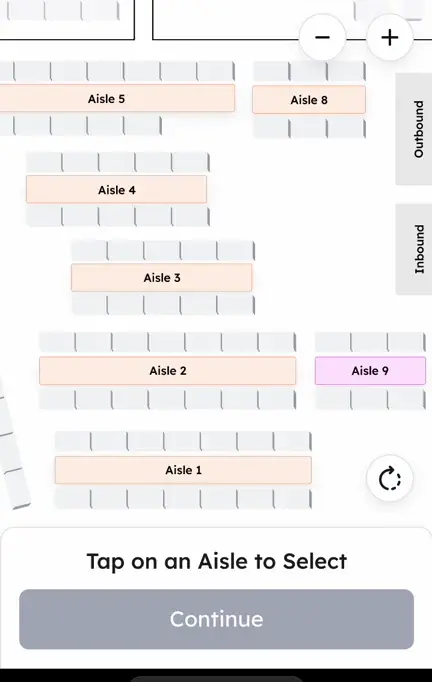 −
+
Aisle 5
Aisle 8
Outbound
Aisle 4
Inbound
Aisle 3
Aisle 2
Aisle 9
Aisle 1
Tap on an Aisle to Select
Continue